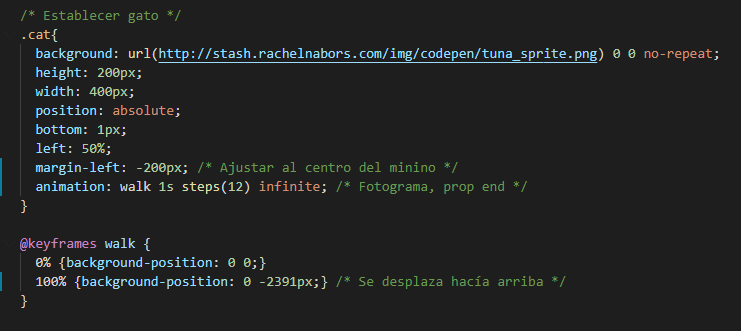 /* Establecer gato */
.cat{
background: url(http://stash.rachelnabors.com/img/codepen/tuna_sprite.png) 0 0 no-repeat;
height: 200px;
width: 400px;
position: absolute;
bottom: 1px;
left: 50%;
margin-left: -200px; /* Ajustar al centro del minino */
animation: walk 1s steps(12) infinite; /* Fotograma, prop end */
}
@keyframes walk {
0% {background-position: 0 0;}
100% {background-position: 0 -2391px;} /* Se desplaza hacía arriba */
}